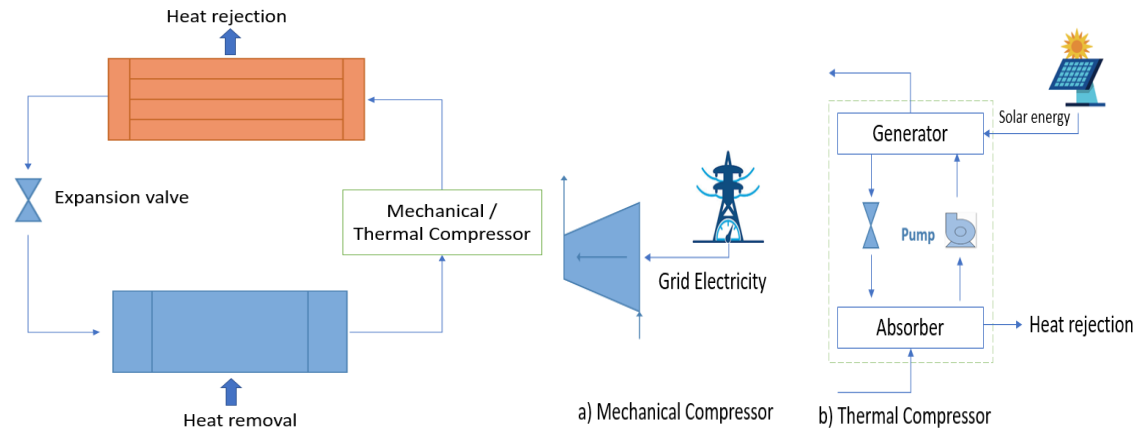 Heat rejection
Expansion valve
Mechanical /
Thermal Compressor
Heat removal
Grid Electricity
a) Mechanical Compressor
Solar energy
Generator
Pump
Absorber
Heat rejection
b) Thermal Compressor